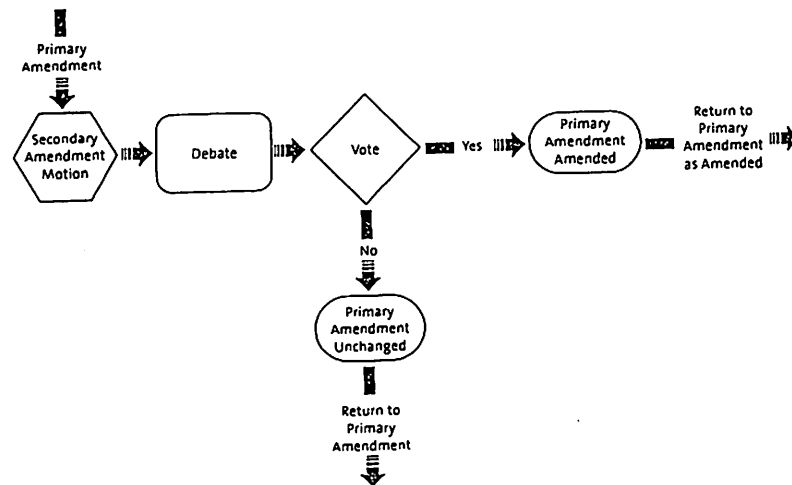 Primary
Amendment
Secondary
Amendment
Motion
Debate
Vote
Yes
Primary
Amendment
Amended
Return to
Primary
Amendment
as Amended
No
Primary
Amendment
Unchanged
Return to
Primary
Amendment